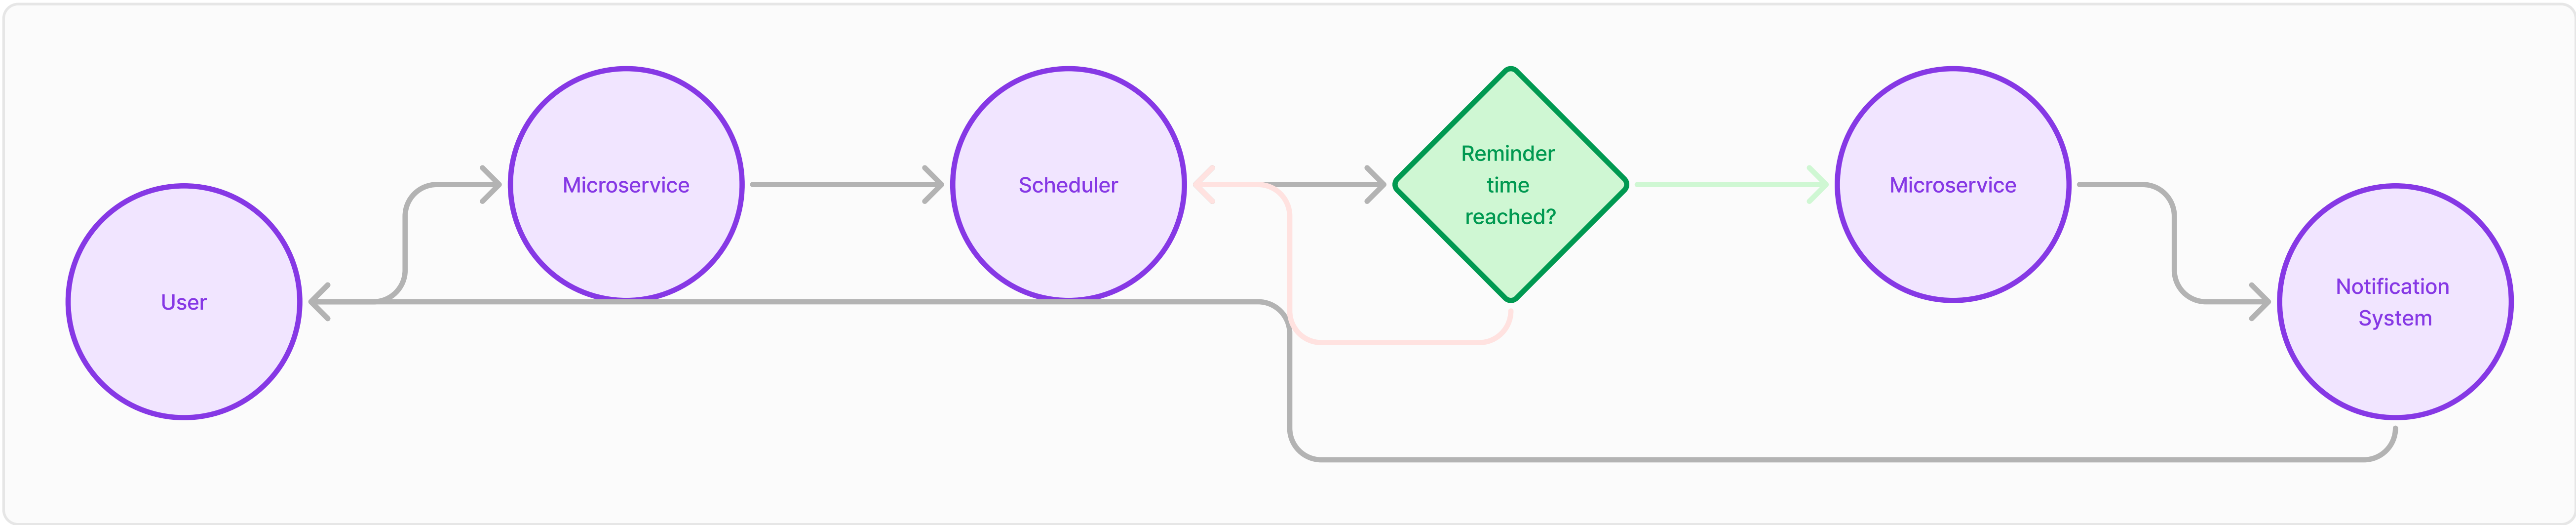 User
Microservice
Scheduler
Reminder
time
reached?
Microservice
Notification
System